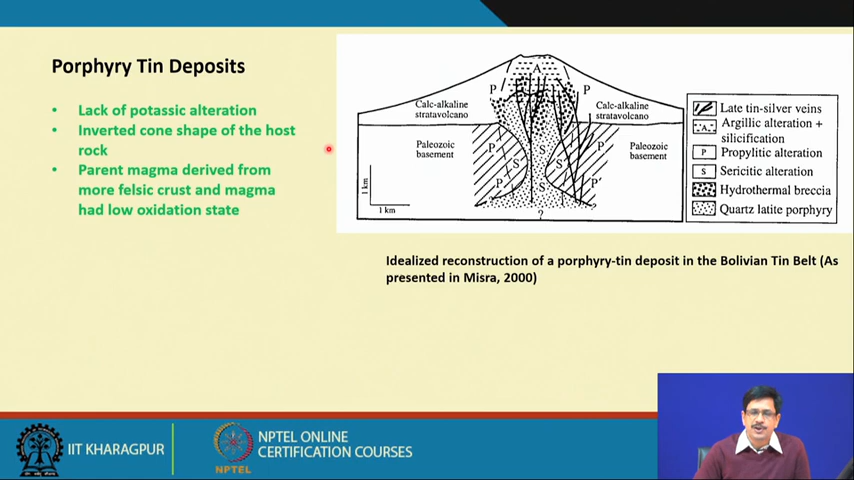 Porphyry Tin Deposits
• Lack of potassic alteration
• Inverted cone shape of the host
rock
• Parent magma derived from
more felsic crust and magma
had low oxidation state
A
P
P
Calc-alkaline
stratavolcano
Calc-alkaline
stratavolcano
Paleozoic
basement
Paleozoic
basement
P
P
S
S
S
S
P
P
1 km
1 km
?
?
?
Late tin-silver veins
A Argillic alteration +
silicification
P Propylitic alteration
S Sericitic alteration
Hydrothermal breccia
Quartz latite porphyry
Idealized reconstruction of a porphyry-tin deposit in the Bolivian Tin Belt (As
presented in Misra, 2000)
IIT KHARAGPUR
NPTEL
NPTEL ONLINE
CERTIFICATION COURSES